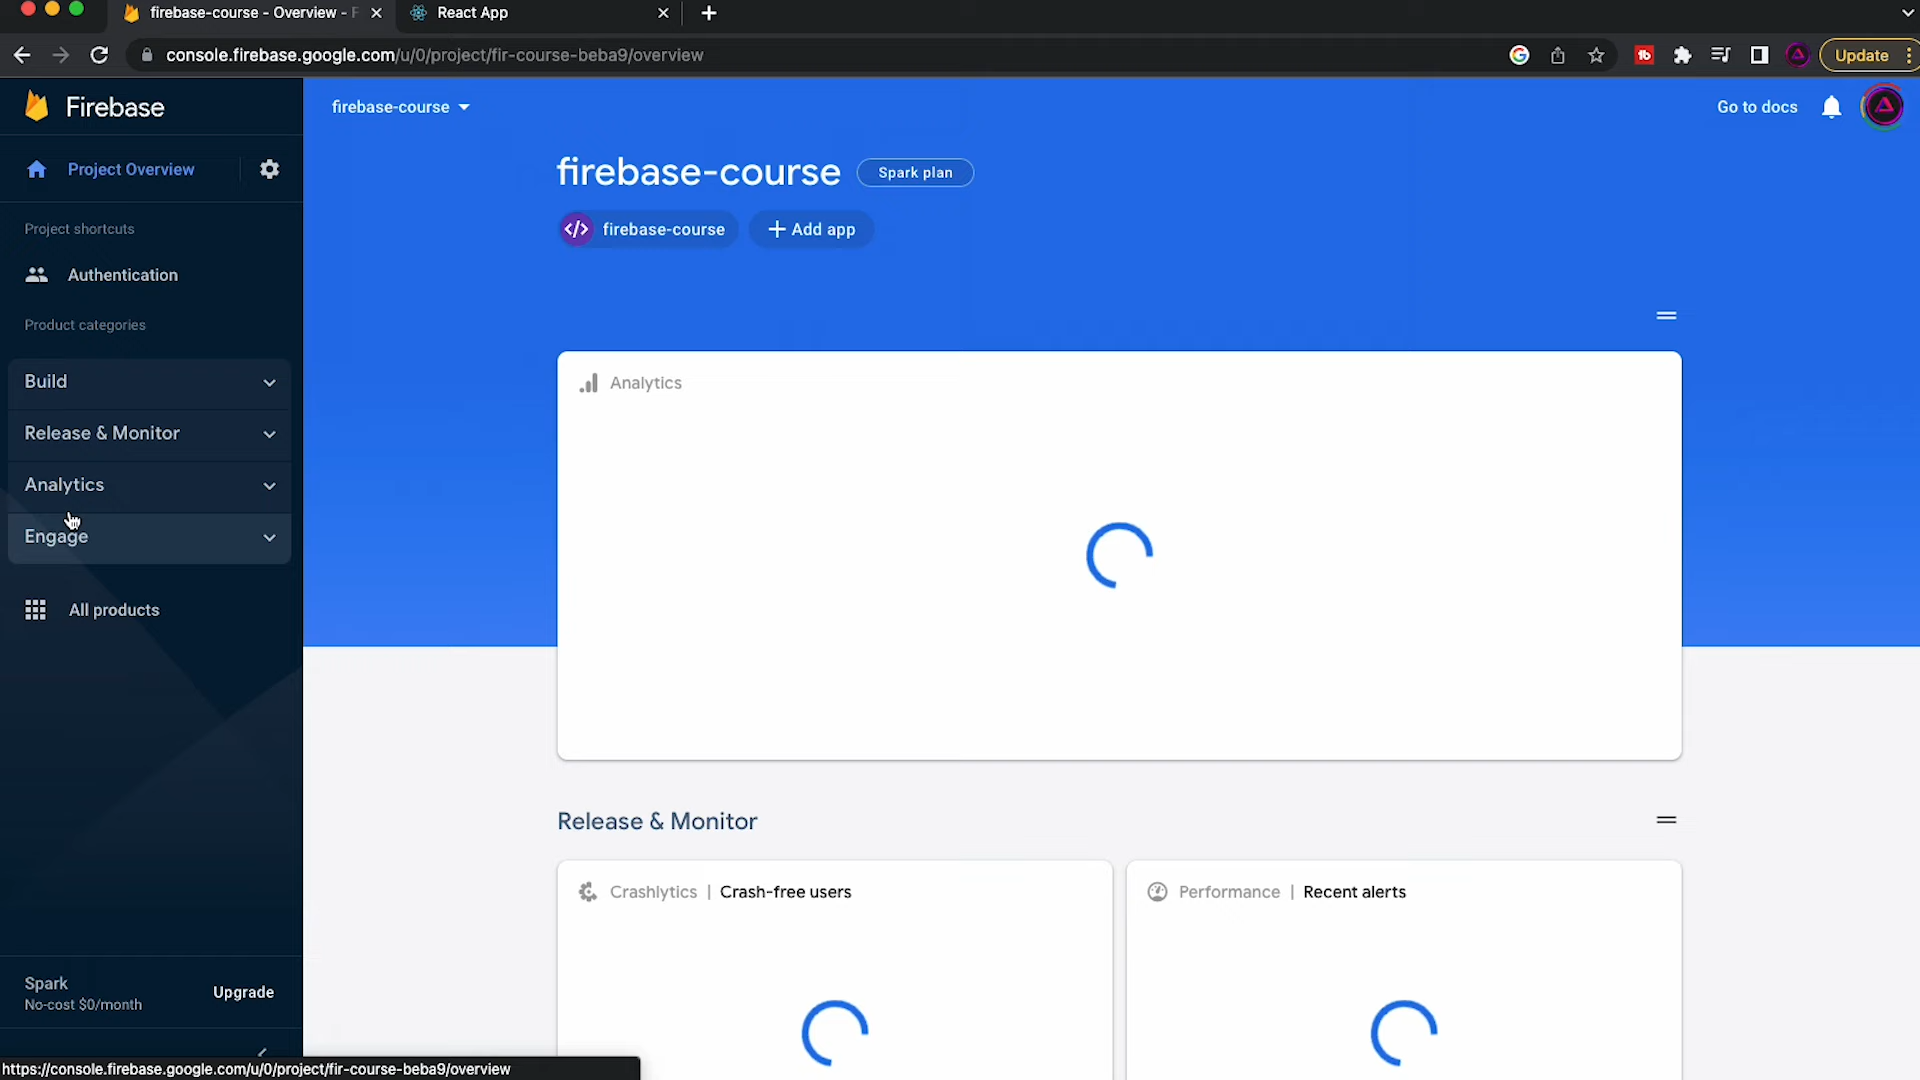 firebase-course - Overview - F
React App
console.firebase.google.com/u/0/project/fir-course-beba9/overview
Update
Firebase
firebase-course
Go to docs
Project Overview
firebase-course
Spark plan
Project shortcuts
</> firebase-course
+ Add app
Authentication
Product categories
Build
Analytics
Release & Monitor
Analytics
Engage
All products
Release & Monitor
Crashlytics | Crash-free users
Performance | Recent alerts
Spark
No-cost $0/month
Upgrade
https://console.firebase.google.com/u/0/project/fir-course-beba9/overview